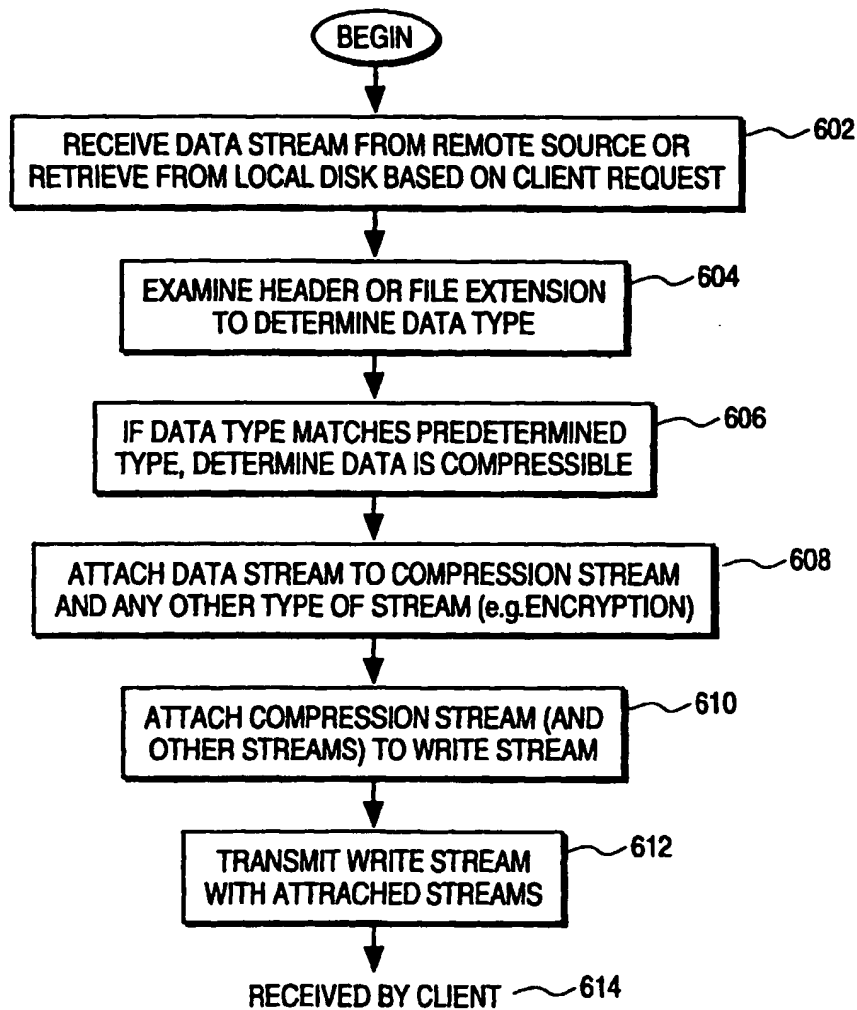 BEGIN
RECEIVE DATA STREAM FROM REMOTE SOURCE OR
RETRIEVE FROM LOCAL DISK BASED ON CLIENT REQUEST
602
EXAMINE HEADER OR FILE EXTENSION
TO DETERMINE DATA TYPE
604
IF DATA TYPE MATCHES PREDETERMINED
TYPE, DETERMINE DATA IS COMPRESSIBLE
606
ATTACH DATA STREAM TO COMPRESSION STREAM
AND ANY OTHER TYPE OF STREAM (e.g.ENCRYPTION)
608
ATTACH COMPRESSION STREAM (AND
OTHER STREAMS) TO WRITE STREAM
610
TRANSMIT WRITE STREAM
WITH ATTRACHED STREAMS
612
RECEIVED BY CLIENT
614